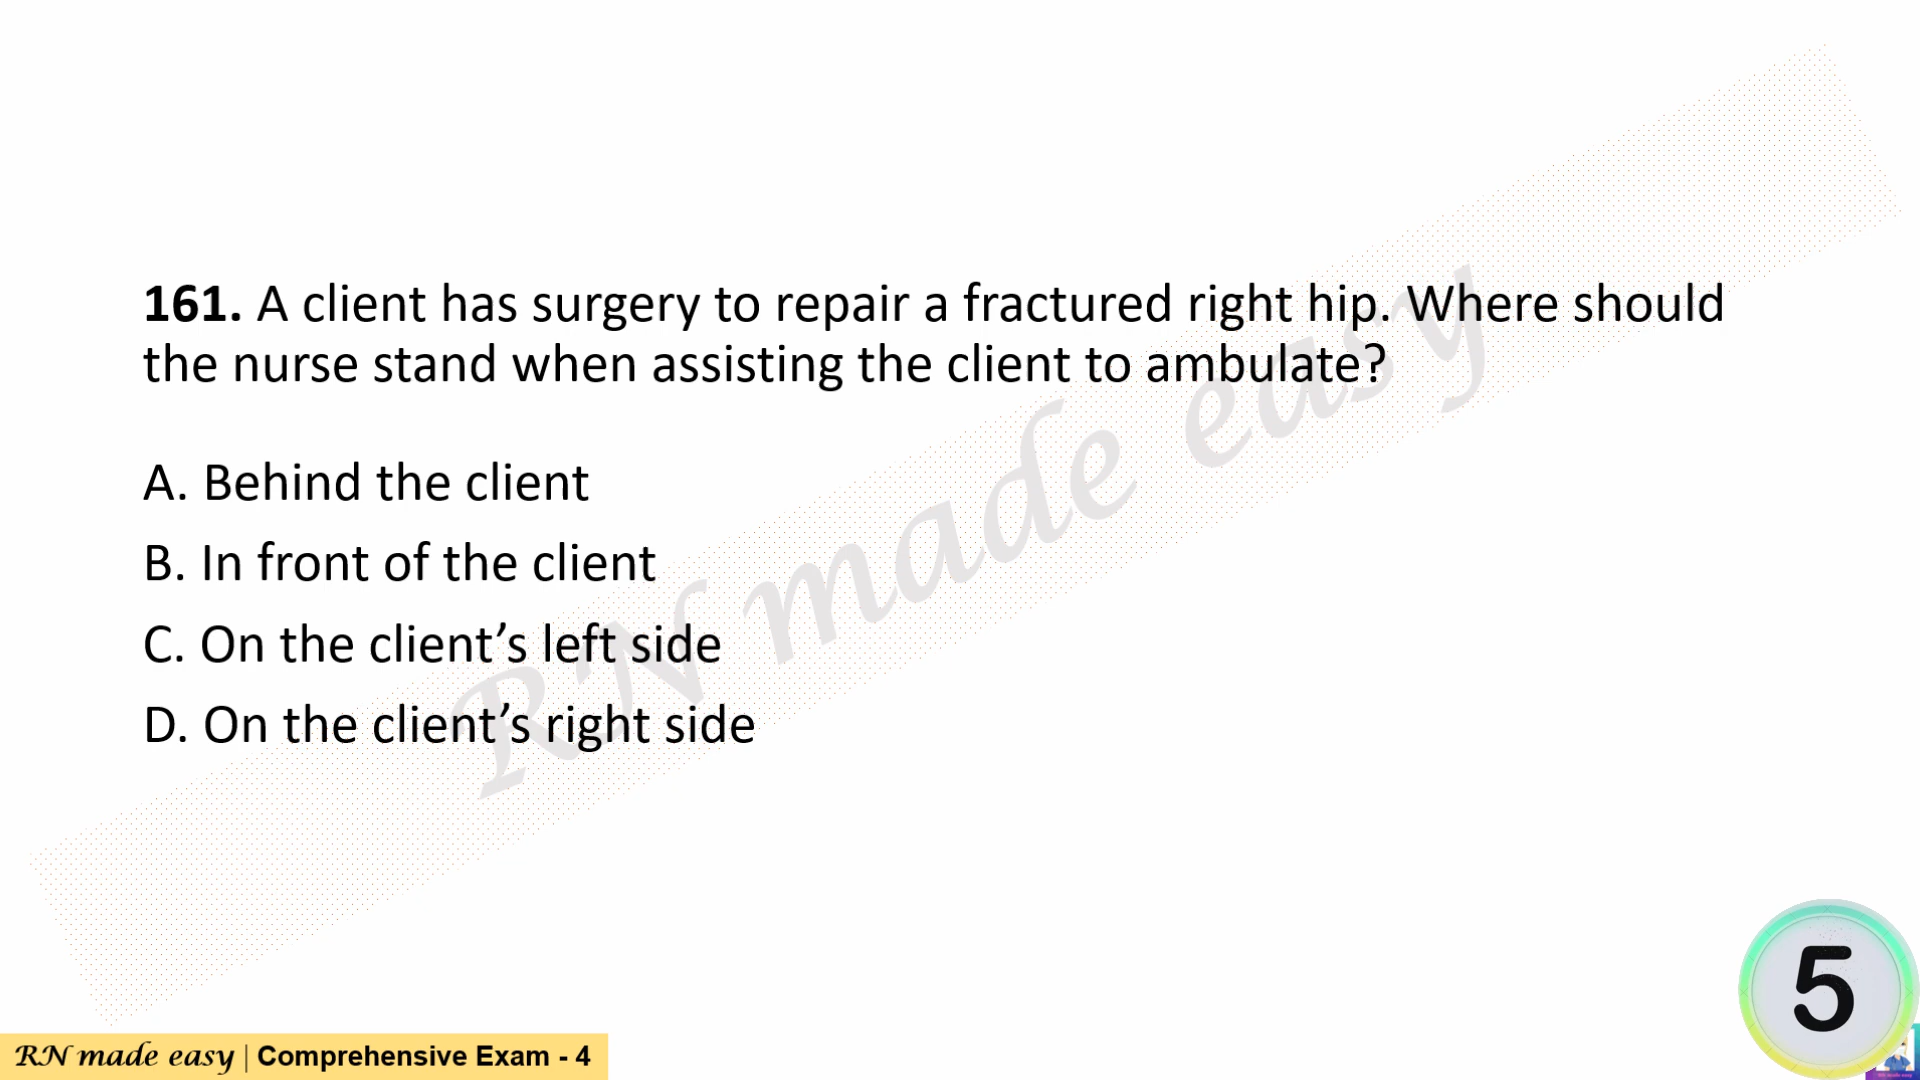 161. A client has surgery to repair a fractured right hip. Where should
the nurse stand when assisting the client to ambulate?
A. Behind the client
B. In front of the client
C. On the client’s left side
D. On the client’s right side
RN made easy
5
RN made easy | Comprehensive Exam - 4